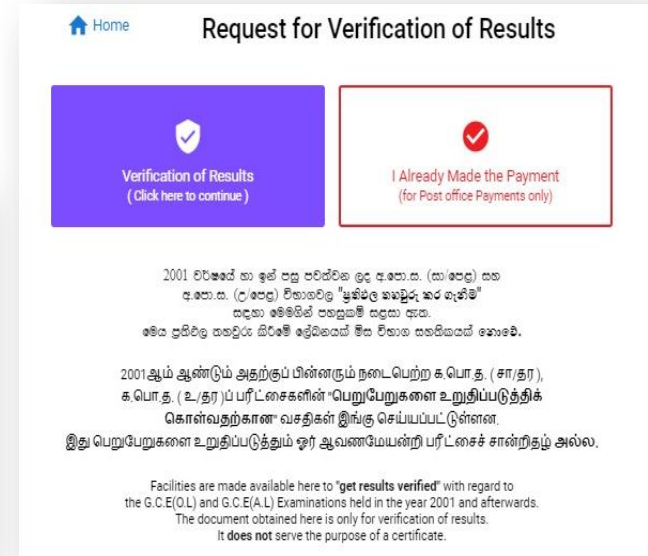 Home
Request for Verification of Results
Verification of Results
( Click here to continue )
I Already Made the Payment
(for Post office Payments only)
2001 වර්ෂයේ හා ඉන් පසු පවත්වන ලද අ.පො.ස. (සා/පෙළ) සහ
අ.පො.ස. (උ/පෙළ) විභාගවල "ප්‍රතිඵල තහවුරු කර ගැනීම"
සඳහා මෙමගින් පහසුකම් සළසා ඇත.
මෙය ප්‍රතිඵල තහවුරු කිරීමේ ලේඛනයක් මිස විභාග සහතිකයක් නොවේ.
2001ஆம் ஆண்டும் அதற்குப் பின்னரும் நடைபெற்ற க.பொ.த. ( சா/தர ),
க.பொ.த. ( உ/தர )ப் பரீட்சைகளின் "பெறுபேறுகளை உறுதிப்படுத்திக்
கொள்வதற்கான" வசதிகள் இங்கு செய்யப்பட்டுள்ளன.
இது பெறுபேறுகளை உறுதிப்படுத்தும் ஓர் ஆவணமேயன்றி பரீட்சைச் சான்றிதழ் அல்ல.
Facilities are made available here to "get results verified" with regard to
the G.C.E(O.L) and G.C.E(A.L) Examinations held in the year 2001 and afterwards.
The document obtained here is only for verification of results.
It does not serve the purpose of a certificate.